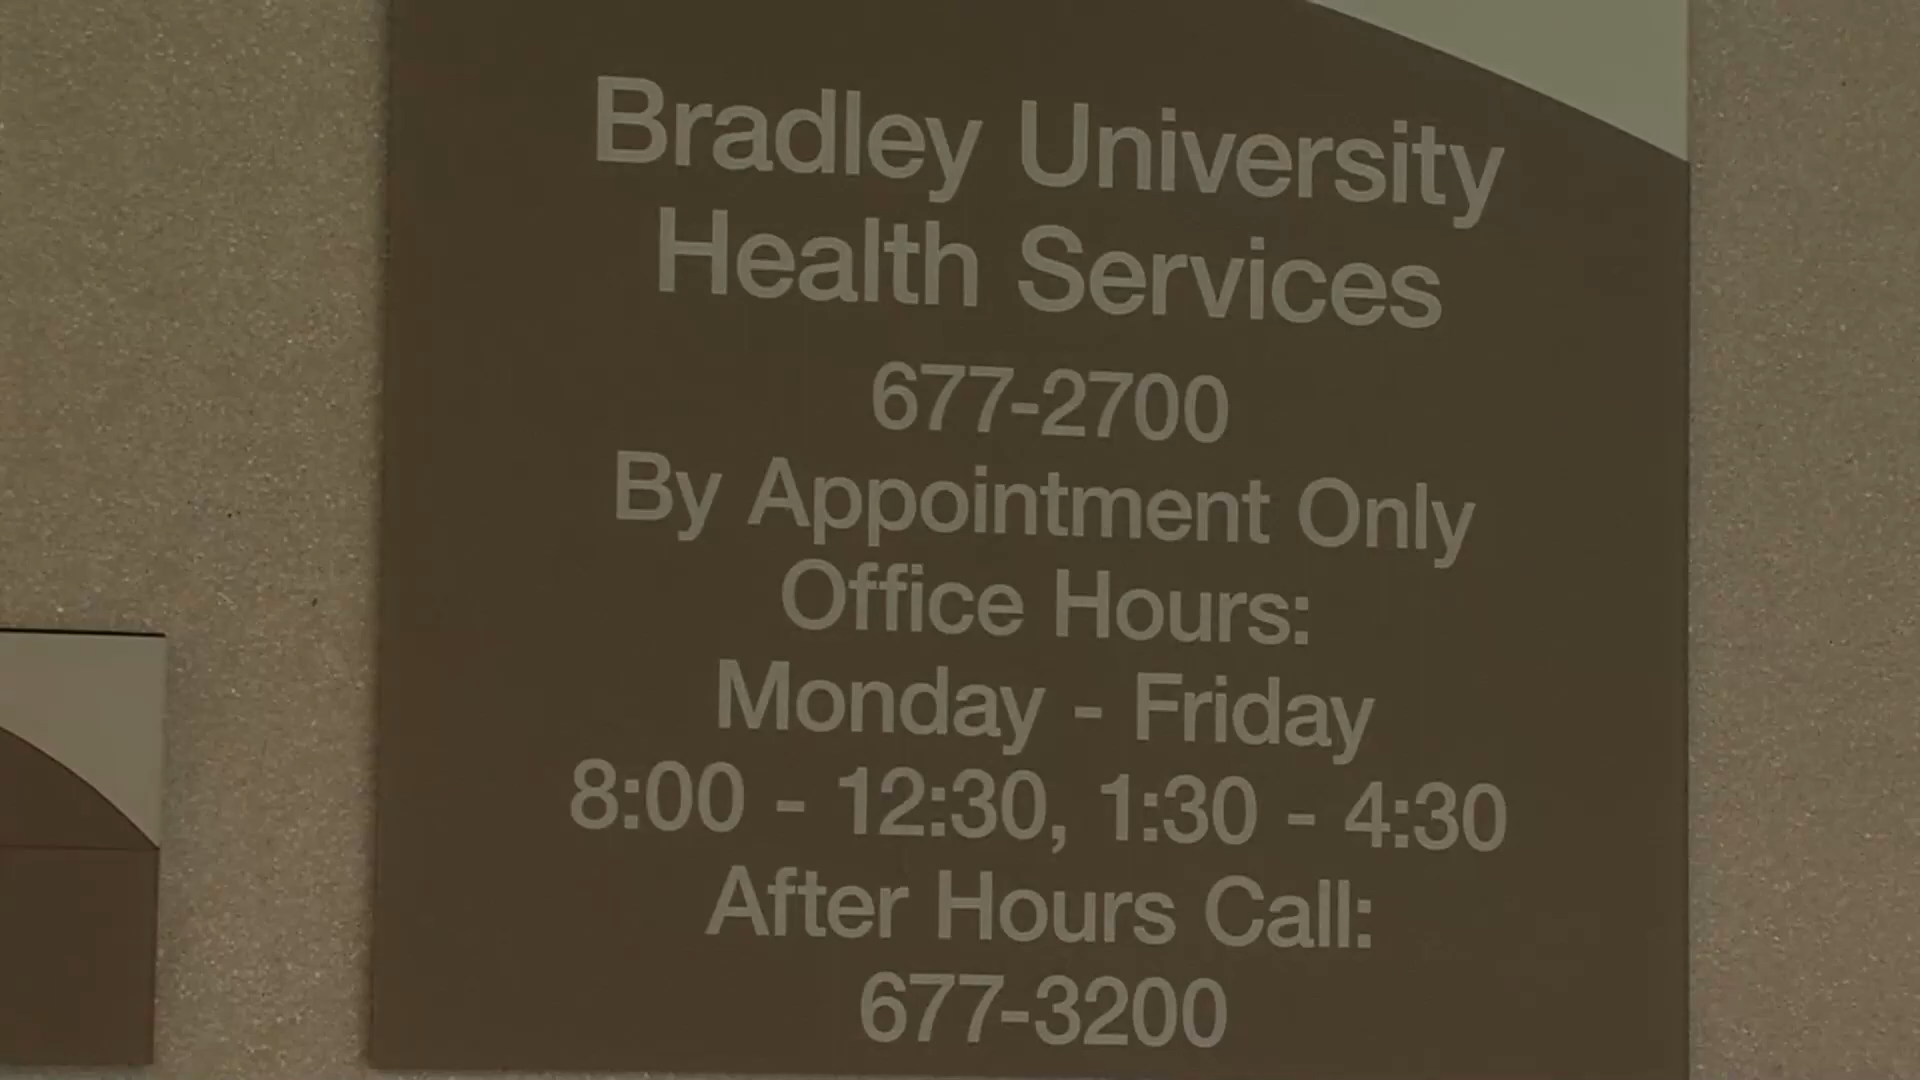 Bradley University
Health Services
677-2700
By Appointment Only
Office Hours:
Monday - Friday
8:00 - 12:30, 1:30 - 4:30
After Hours Call:
677-3200